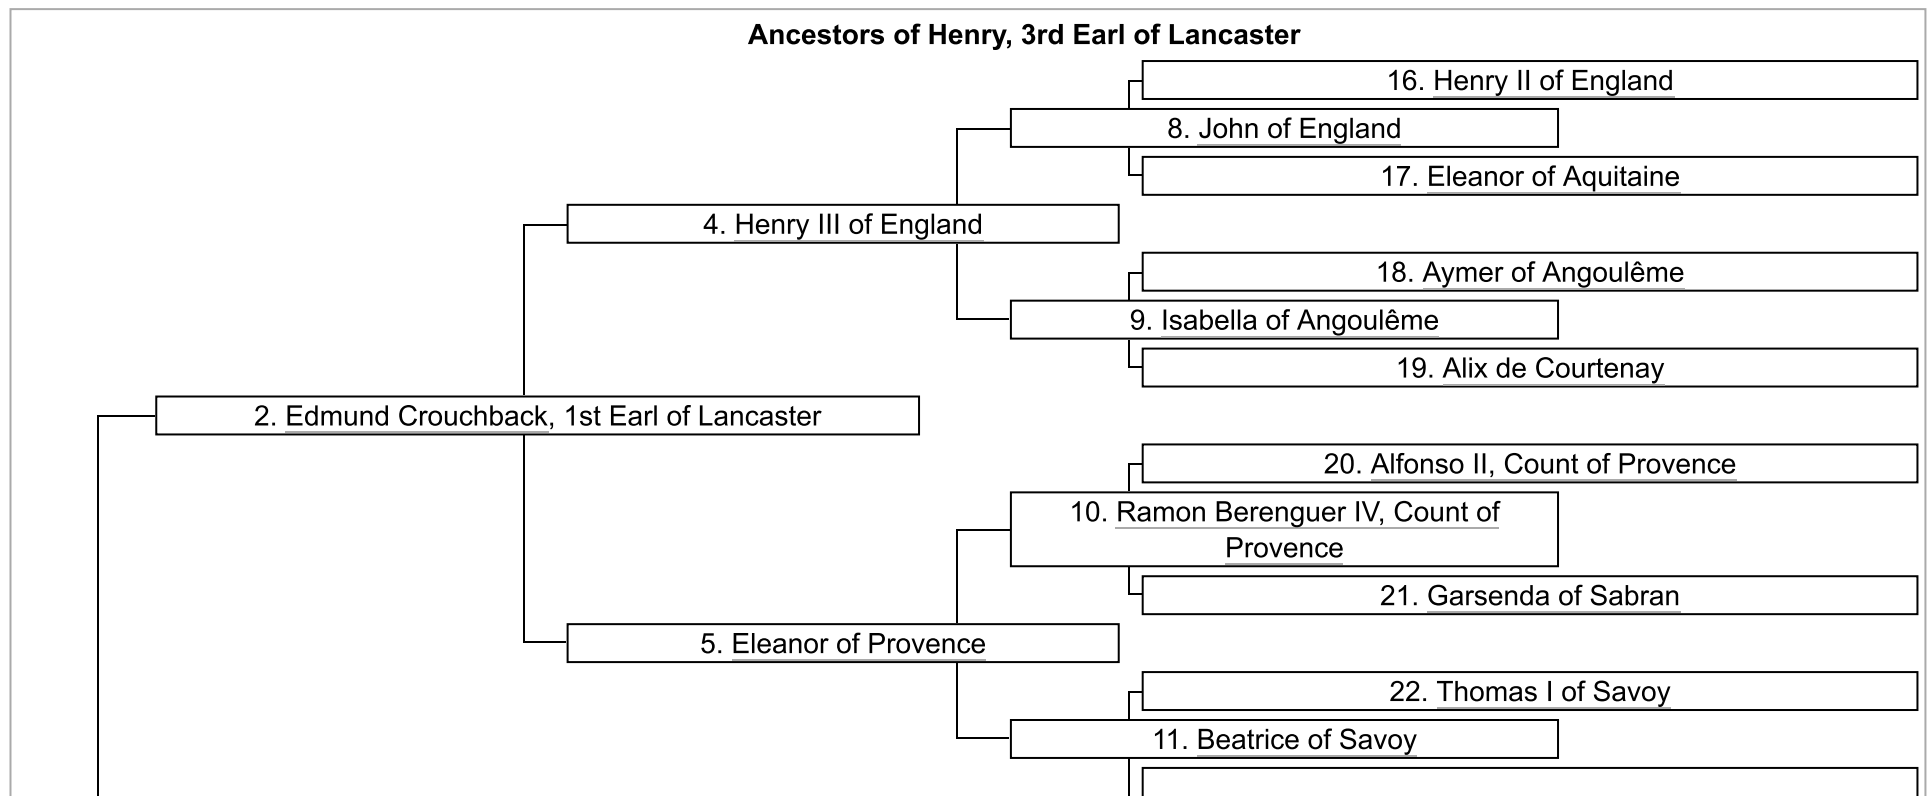 Ancestors of Henry, 3rd Earl of Lancaster
16. Henry II of England
8. John of England
17. Eleanor of Aquitaine
4. Henry III of England
18. Aymer of Angoulême
9. Isabella of Angoulême
19. Alix de Courtenay
2. Edmund Crouchback, 1st Earl of Lancaster
20. Alfonso II, Count of Provence
10. Ramon Berenguer IV, Count of
Provence
21. Garsenda of Sabran
5. Eleanor of Provence
22. Thomas I of Savoy
11. Beatrice of Savoy